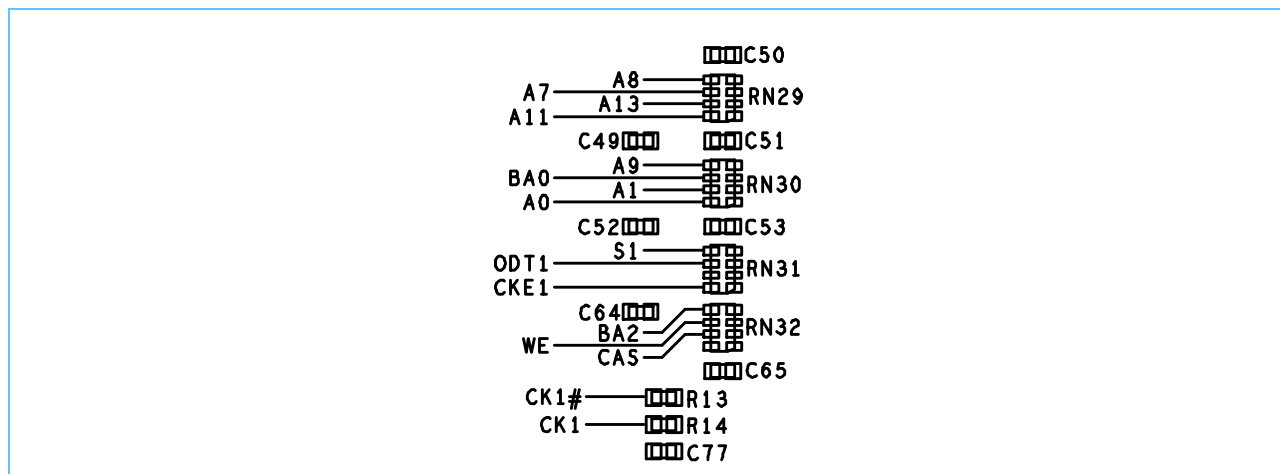 C50
A8
A7
RN29
A13
A11
C49 C51
A9
BA0 RN30
A1
A0
C52 C53
S1
ODT1 RN31
CKE1
C64
BA2 RN32
WE
CAS
C65
CK1# R13
CK1 R14
C77